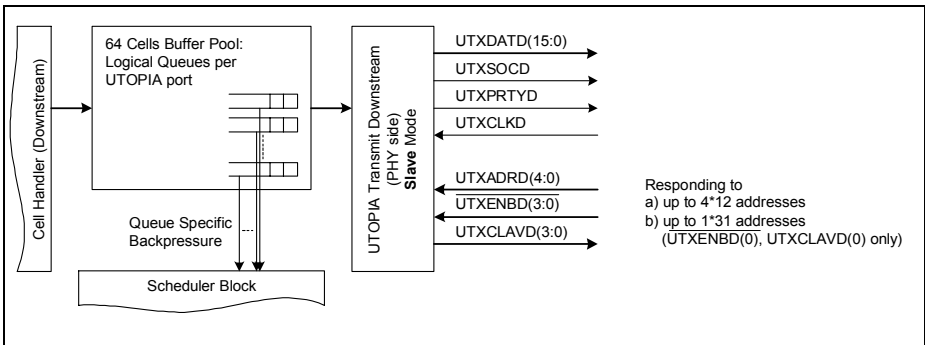 Cell Handler (Downstream)
64 Cells Buffer Pool:
Logical Queues per
UTOPIA port
Queue Specific
Backpressure
Scheduler Block
UTOPIA Transmit Downstream
(PHY side)
Slave Mode
UTXDATD(15:0)
UTXSOCD
UTXPRTYD
UTXCLKD
UTXADRD(4:0)
UTXENBD(3:0)
UTXCLAVD(3:0)
Responding to
a) up to 4*12 addresses
b) up to 1*31 addresses
(UTXENBD(0), UTXCLAVD(0) only)